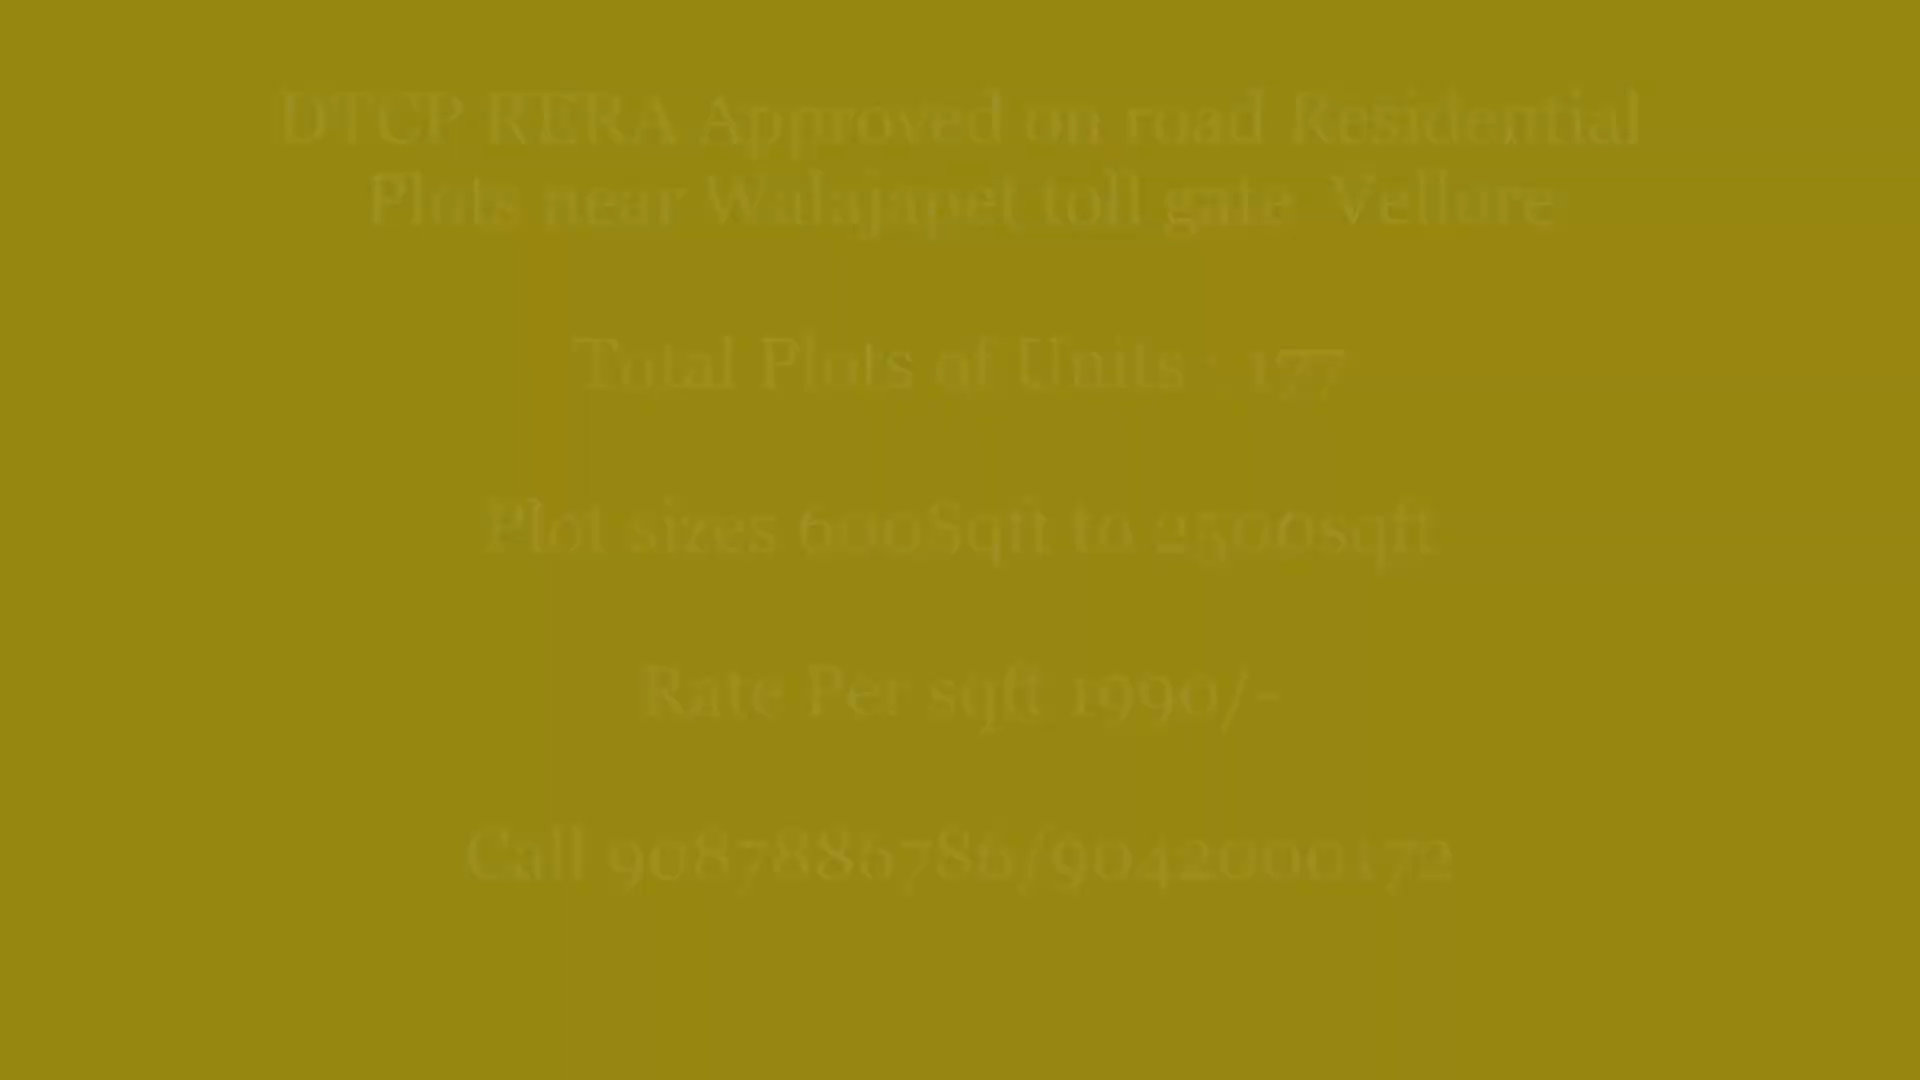 DTCP RERA Approved on road Residential
Plots near Walajapet toll gate Vellore
Total Plots of Units : 177
Plot sizes 600Sqft to 2500sqft
Rate Per sqft 1990/-
Call 9087886786/9042000172